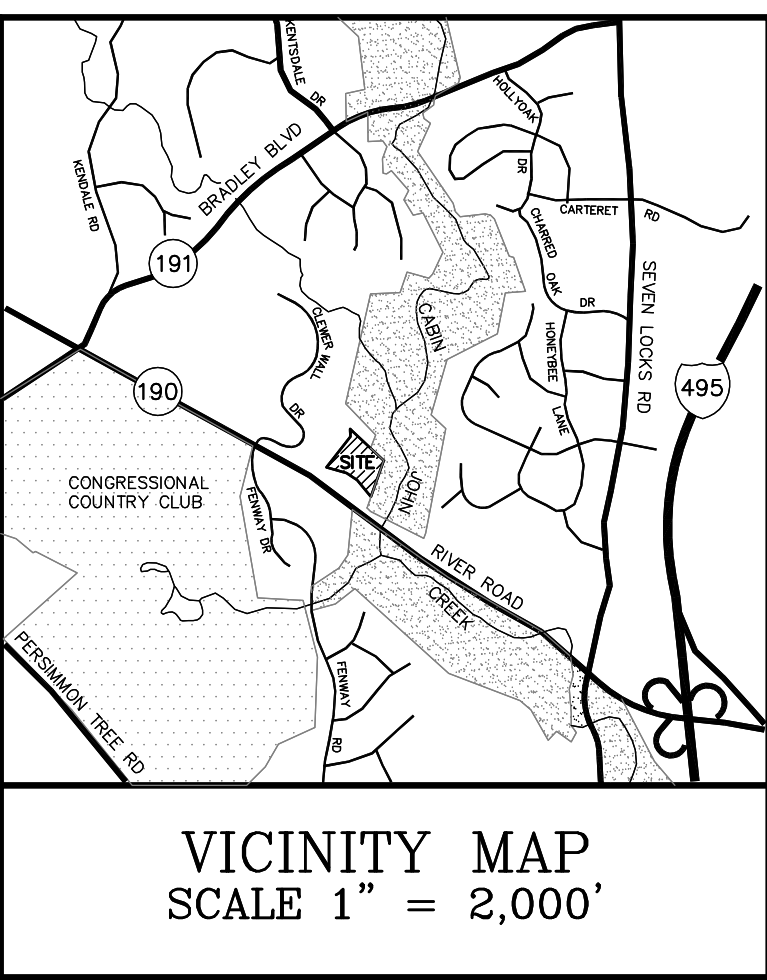 KENTSDALE
DR
HOLLYOAK
DR
BRADLEY BLVD
KENDALE RD
CARTERET RD
191
CHARRED OAK DR
SEVEN LOCKS RD
CLEWER WALL DR
CABIN
HONEYBEE LANE
190
495
SITE
CONGRESSIONAL
COUNTRY CLUB
JOHN
FENWAY DR
RIVER ROAD
CREEK
PERSIMMON TREE RD
FENWAY RD
VICINITY MAP
SCALE 1" = 2,000'